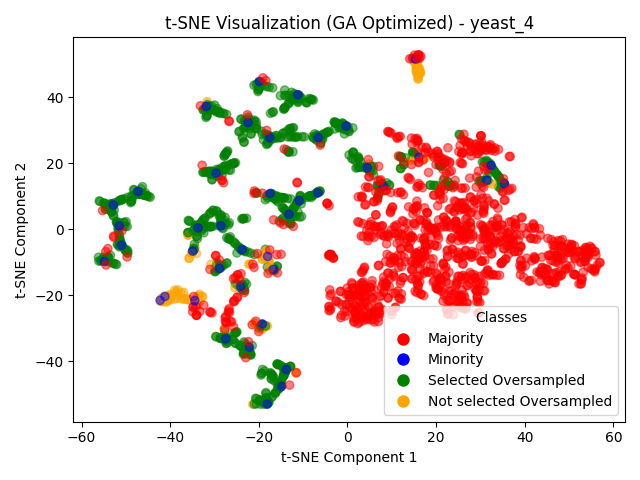 t-SNE Visualization (GA Optimized) - yeast_4
t-SNE Component 2
40
20
0
−20
−40
−60
−40
−20
0
20
40
60
t-SNE Component 1
Classes
Majority
Minority
Selected Oversampled
Not selected Oversampled